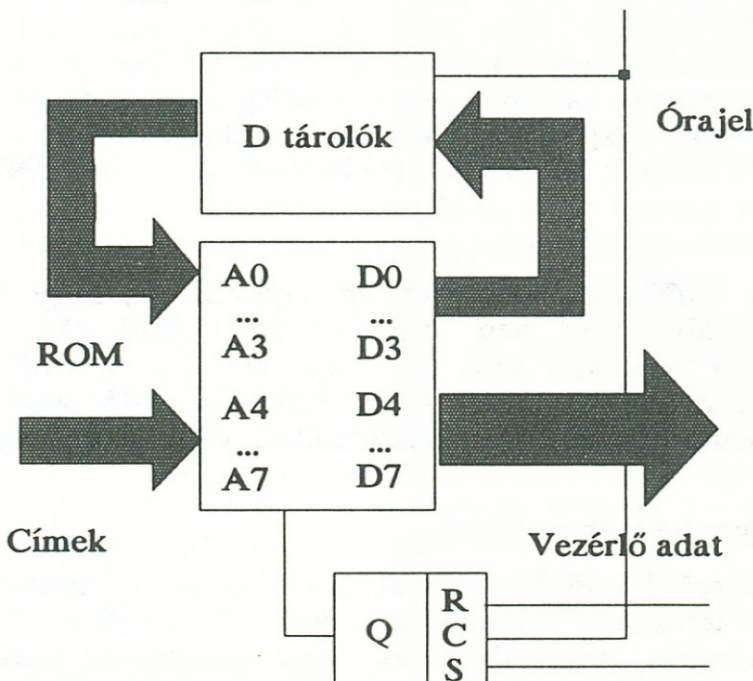 D tárolók
Órajel
A0 D0
... ...
A3 D3
ROM
A4 D4
... ...
A7 D7
Címek
Vezérlő adat
R
Q C
S